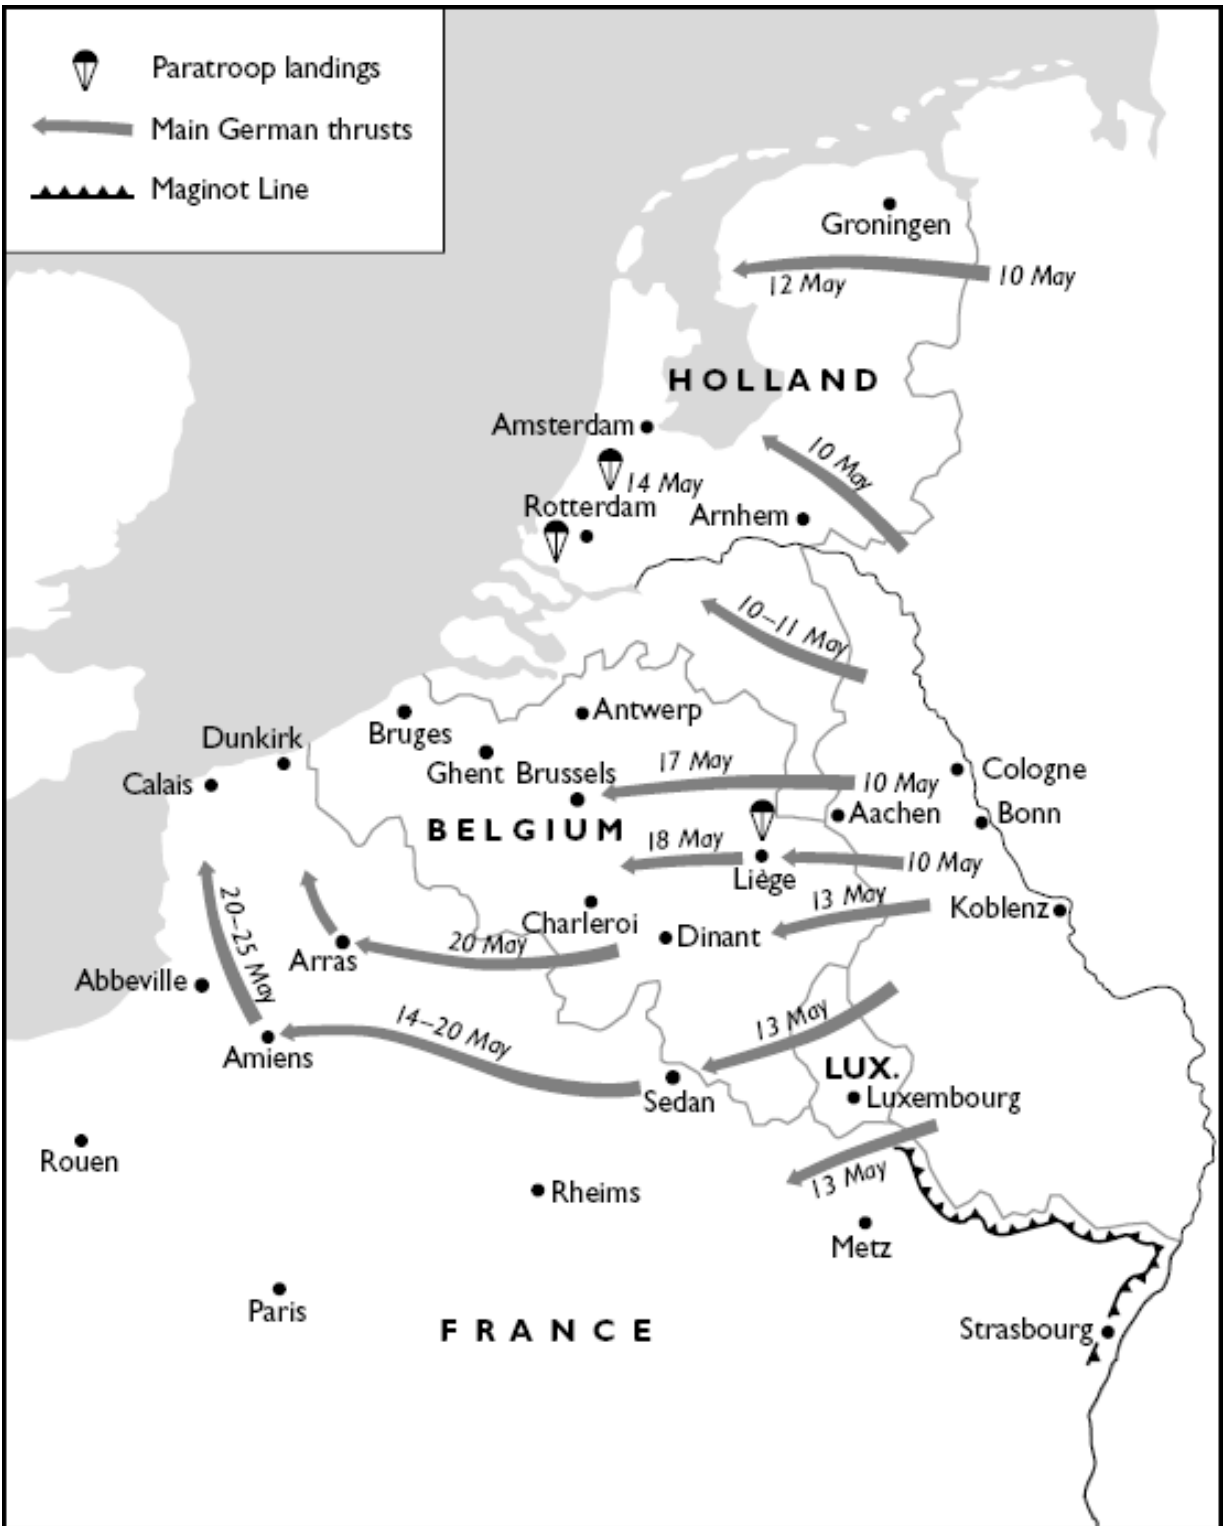 Paratroop landings
Main German thrusts
Maginot Line
Groningen
10 May
12 May
HOLLAND
Amsterdam
10 May
14 May
Rotterdam
Arnhem
10–11 May
Antwerp
Bruges
Dunkirk
Ghent Brussels
17 May
Cologne
Calais
10 May
Aachen
Bonn
BELGIUM
18 May
10 May
Liège
13 May
Koblenz
20–25 May
Charleroi
Dinant
20 May
Arras
Abbeville
14–20 May
13 May
Amiens
LUX.
Sedan
Luxembourg
Rouen
13 May
Rheims
Metz
Paris
FRANCE
Strasbourg